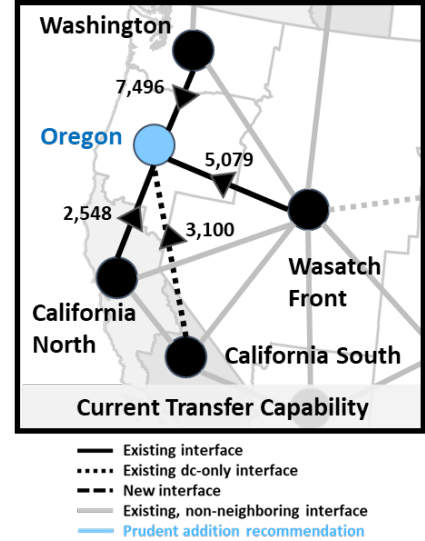 Washington
7,496
Oregon
5,079
2,548
3,100
Wasatch
Front
California
North
California South
Current Transfer Capability
Existing interface
Existing dc-only interface
New interface
Existing, non-neighboring interface
Prudent addition recommendation